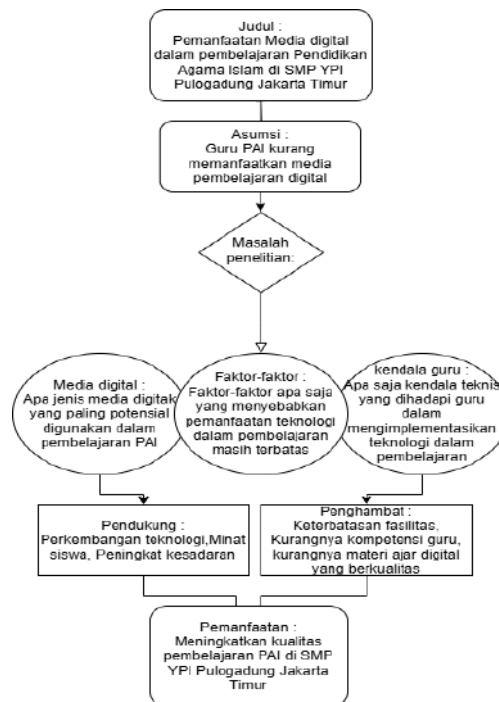 Judul :
Pemanfaatan Media digital
dalam pembelajaran Pendidikan
Agama Islam di SMP YPI
Pulogadung Jakarta Timur
Asumsi :
Guru PAI kurang
memanfaatkan media
pembelajaran digital
Masalah
penelitian:
Media digital :
Apa jenis media digitak
yang paling potensial
digunakan dalam
pembelajaran PAI
Faktor-faktor :
Faktor-faktor apa saja
yang menyebabkan
pemanfaatan teknologi
dalam pembelajaran
masih terbatas
kendala guru :
Apa saja kendala teknis
yang dihadapi guru
dalam
mengimplementasikan
teknologi dalam
pembelajaran
Pendukung :
Perkembangan teknologi,Minat
siswa, Peningkat kesadaran
Penghambat :
Keterbatasan fasilitas,
Kurangnya kompetensi guru,
kurangnya materi ajar digital
yang berkualitas
Pemanfaatan :
Meningkatkan kualitas
pembelajaran PAI di SMP
YPI Pulogadung Jakarta
Timur